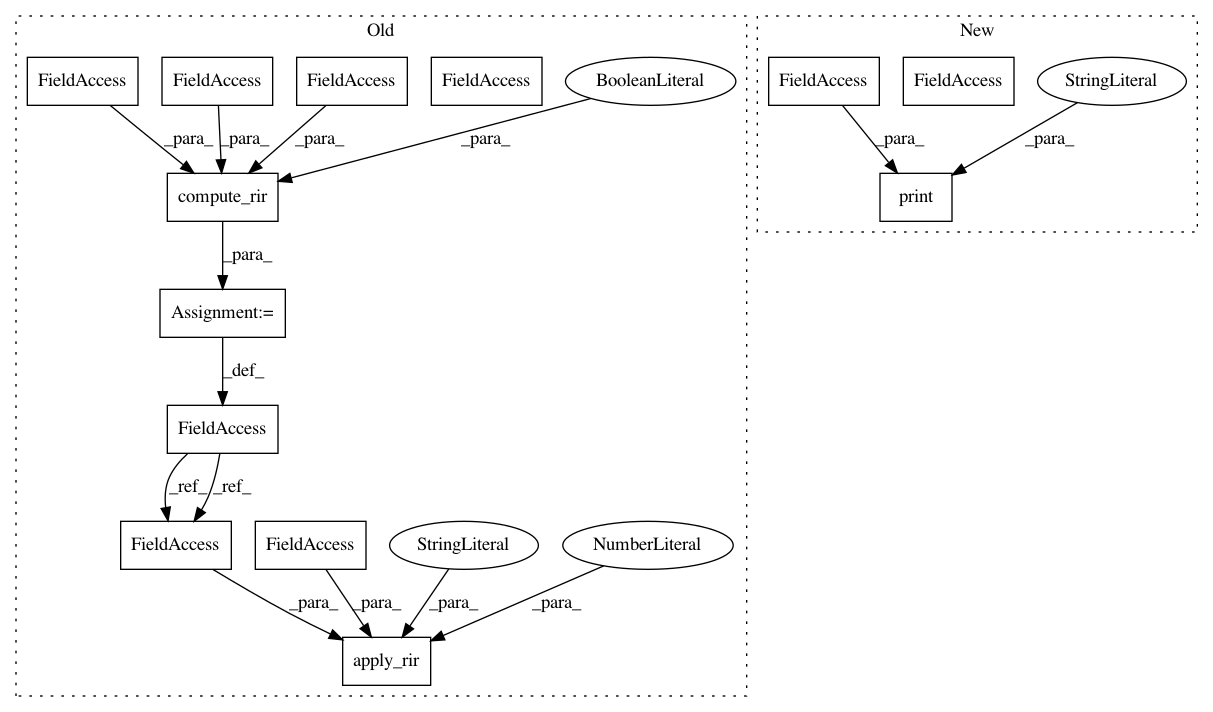 Old
New
FieldAccess
FieldAccess
FieldAccess
FieldAccess
BooleanLiteral
FieldAccess
FieldAccess
StringLiteral
_para_
_para_
_para_
_para_
_para_
_para_
compute_rir
print
_para_
Assignment:=
_def_
FieldAccess
_ref_
_ref_
FieldAccess
FieldAccess
StringLiteral
NumberLiteral
_para_
_para_
_para_
_para_
apply_rir